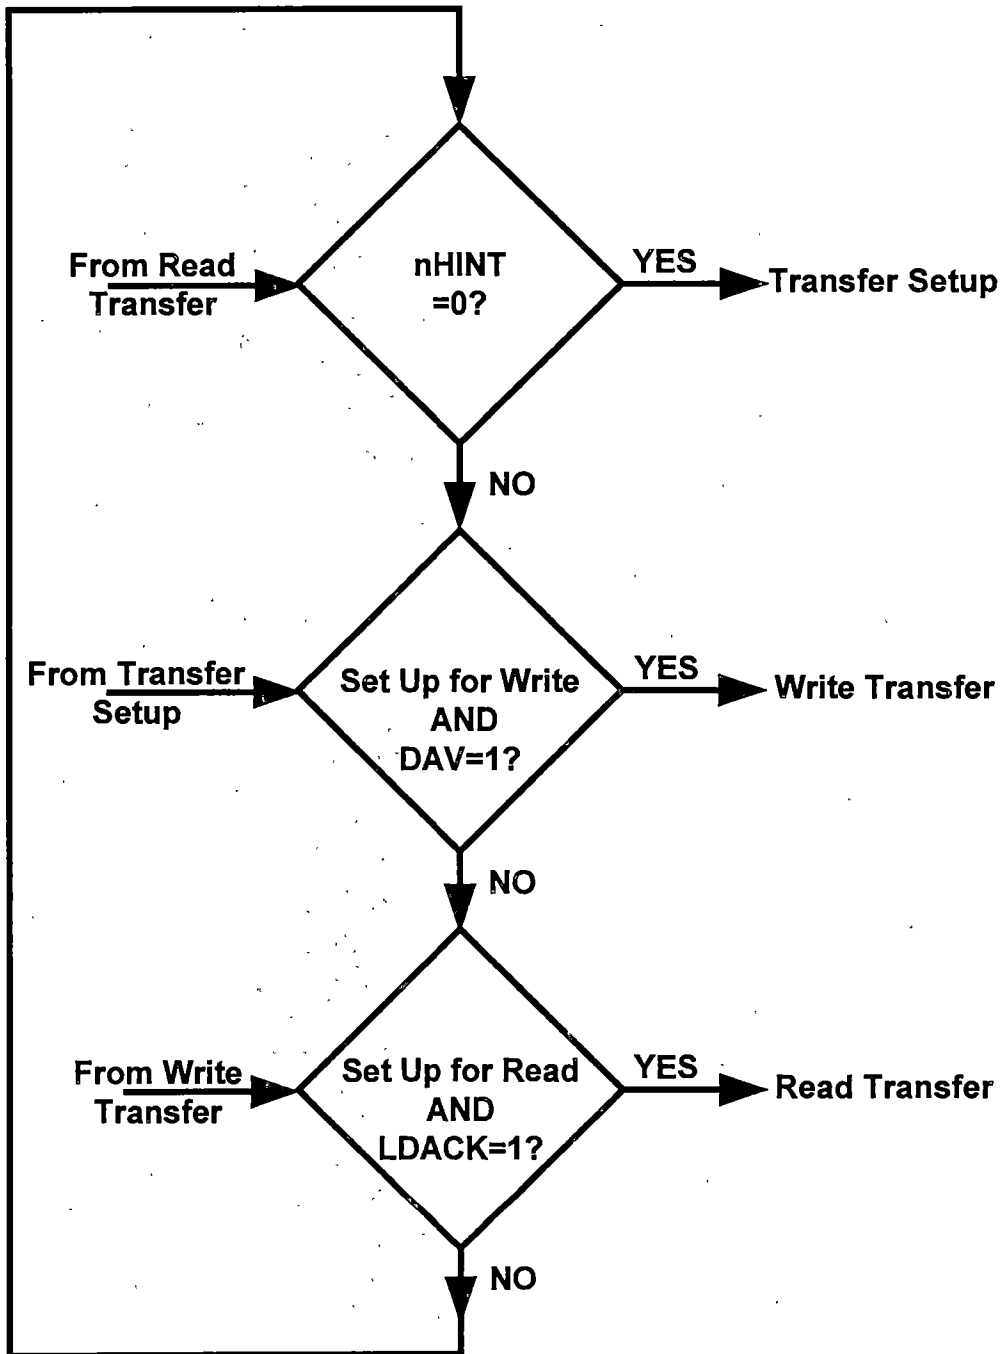 From Read
Transfer
nHINT
=0?
YES
Transfer Setup
NO
From Transfer
Setup
Set Up for Write
AND
DAV=1?
YES
Write Transfer
NO
From Write
Transfer
Set Up for Read
AND
LDACK=1?
YES
Read Transfer
NO